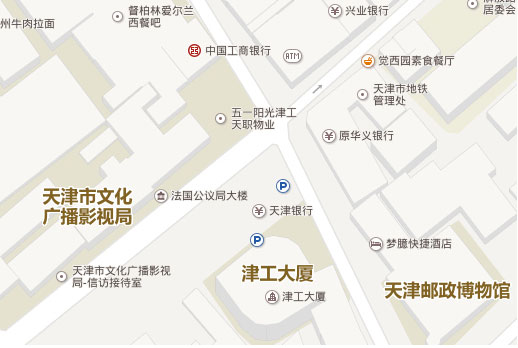 督柏林爱尔兰
西餐吧
兴业银行
居委会
州牛肉拉面
中国工商银行
ATM
觉西园素食餐厅
天津市地铁
管理处
五一阳光津工
天职物业
原华义银行
天津市文化
广播影视局
法国公议局大楼
P
天津银行
P
梦臆快捷酒店
天津市文化广播影视
局-信访接待室
津工大厦
津工大厦
天津邮政博物馆